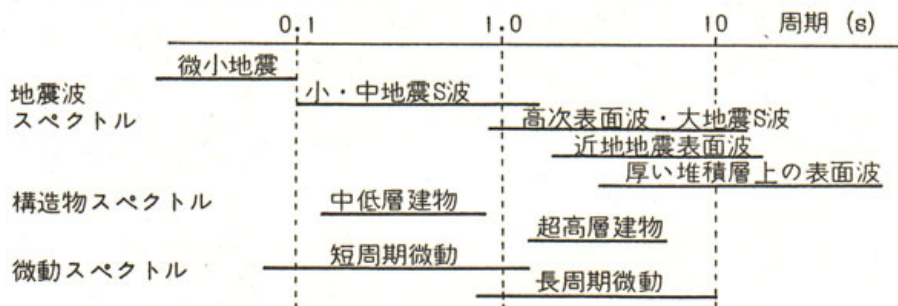 0.1 1.0 10 周期 (s)
微小地震
地震波
スペクトル
小・中地震S波
高次表面波・大地震S波
近地地震表面波
厚い堆積層上の表面波
構造物スペクトル
中低層建物
超高層建物
微動スペクトル
短周期微動
長周期微動